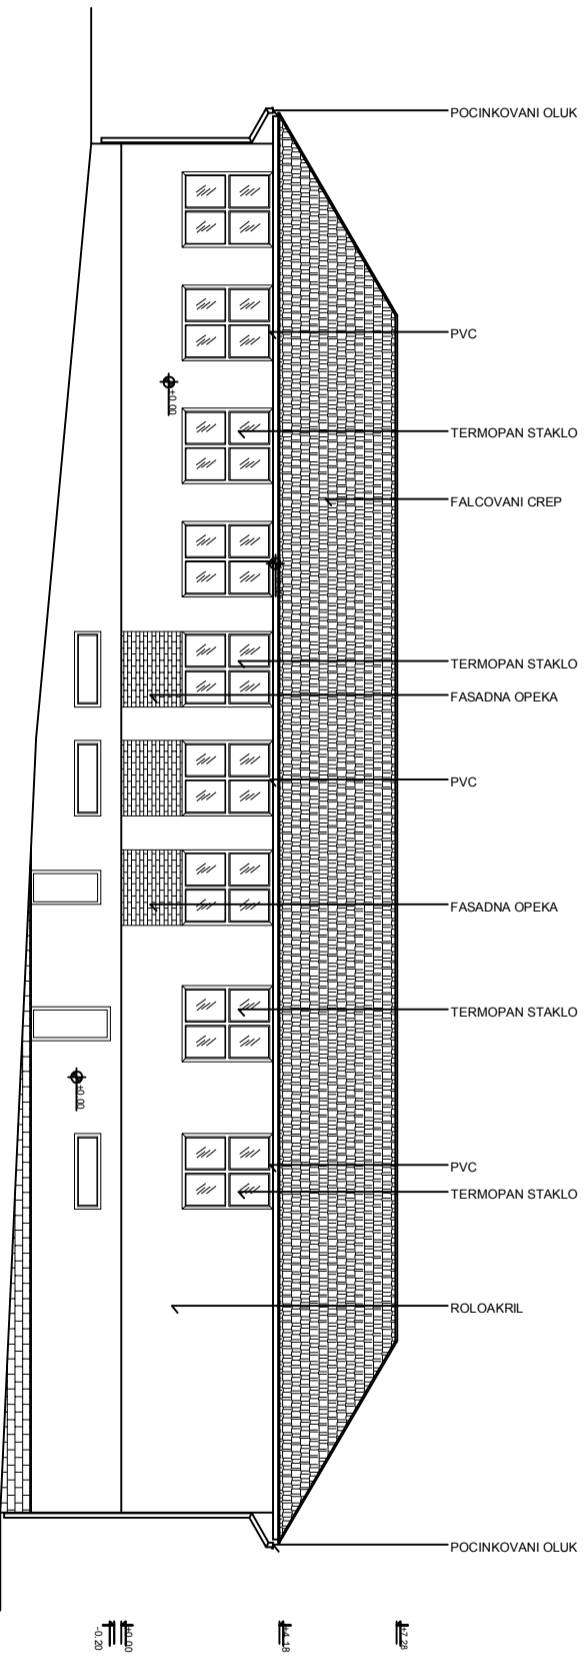 POCINKOVANI OLUK
PVC
±0.00
TERMOPAN STAKLO
FALCOVANI CREP
TERMOPAN STAKLO
FASADNA OPEKA
PVC
FASADNA OPEKA
TERMOPAN STAKLO
±0.00
PVC
TERMOPAN STAKLO
ROLOAKRIL
POCINKOVANI OLUK
-0.20
±0.00
+4.18
+7.28